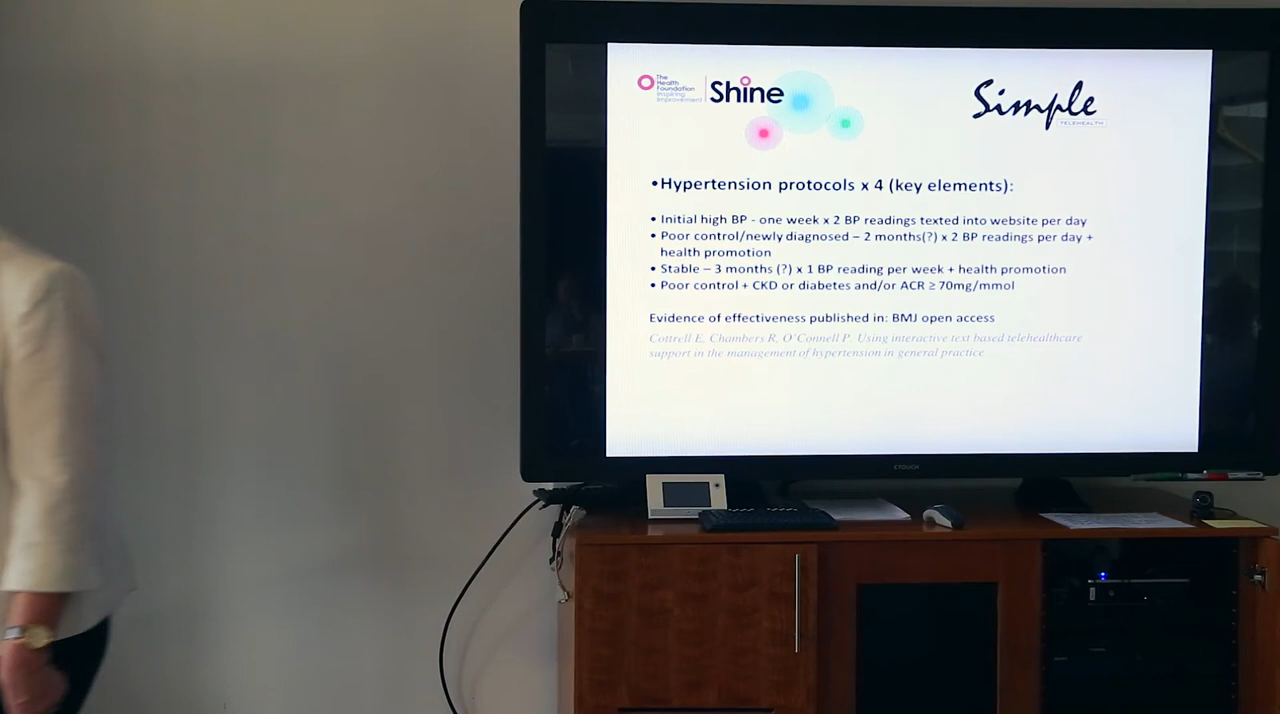 The
Health
Foundation
Inspiring
Improvement
Shine
Simple
TELEHEALTH
•Hypertension protocols x 4 (key elements):
• Initial high BP - one week x 2 BP readings texted into website per day
• Poor control/newly diagnosed – 2 months(?) x 2 BP readings per day +
health promotion
• Stable – 3 months (?) x 1 BP reading per week + health promotion
• Poor control + CKD or diabetes and/or ACR ≥ 70mg/mmol
Evidence of effectiveness published in: BMJ open access
Cottrell E, Chambers R, O'Connell P. Using interactive text based telehealthcare
support in the management of hypertension in general practice
CTOUCH